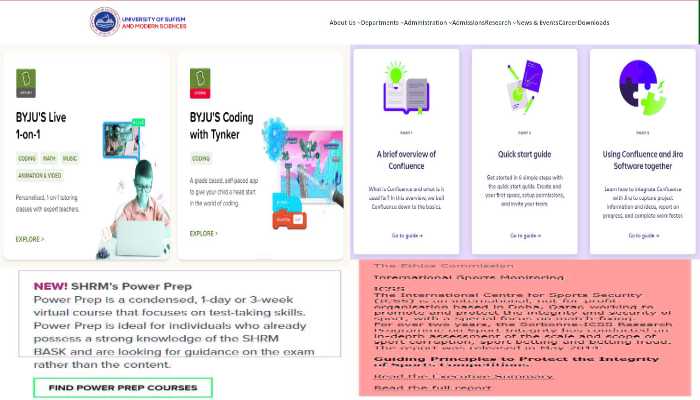 UNIVERSITY OF SUFISM
AND MODERN SCIENCES
About Us Departments Administration Admissions Research News & Events Career Downloads
BYJU'S Live
1-on-1
CODING MATH MUSIC
ANIMATION & VIDEO
Personalised, 1-on-1 tutoring
classes with expert teachers.
EXPLORE >
LIVE
CODING
BYJU'S Coding
with Tynker
CODING
A grade based, self-paced app
to give your child a head start
in the world of coding.
EXPLORE >
PART 1
A brief overview of
Confluence
What is Confluence and what is it
used for? In this overview, we boil
Confluence down to the basics.
Go to guide →
Quick start guide
Get started in 6 simple steps with
the quick start guide. Create and
your first space, setup permissions,
and invite your team.
Go to guide →
Using Confluence and Jira
Software together
Learn how to integrate Confluence
with Jira to capture project
information and ideas, report on
progress, and complete work faster.
Go to guide →
NEW! SHRM's Power Prep
Power Prep is a condensed, 1-day or 3-week
virtual course that focuses on test-taking skills.
Power Prep is ideal for individuals who already
possess a strong knowledge of the SHRM
BASK and are looking for guidance on the exam
rather than the content.
FIND POWER PREP COURSES
The Ethics Commission
International Sports Monitoring
ICSS
The International Centre for Sports Security
(ICSS) is an international, not for profit
organisation based in Doha, Qatar, working to
promote and protect the integrity and security of
sport, with a special focus on match-fixing.
For over two years, the Sorbonne-ICSS Research
Programme on Sport Integrity has conducted an
in-depth assessment of the scale and scope of
sport corruption, sport betting and betting fraud.
The report was released in May 2014:
Guiding Principles to Protect the Integrity
of Sports Competitions.
Read the Executive Summary
Read the full report